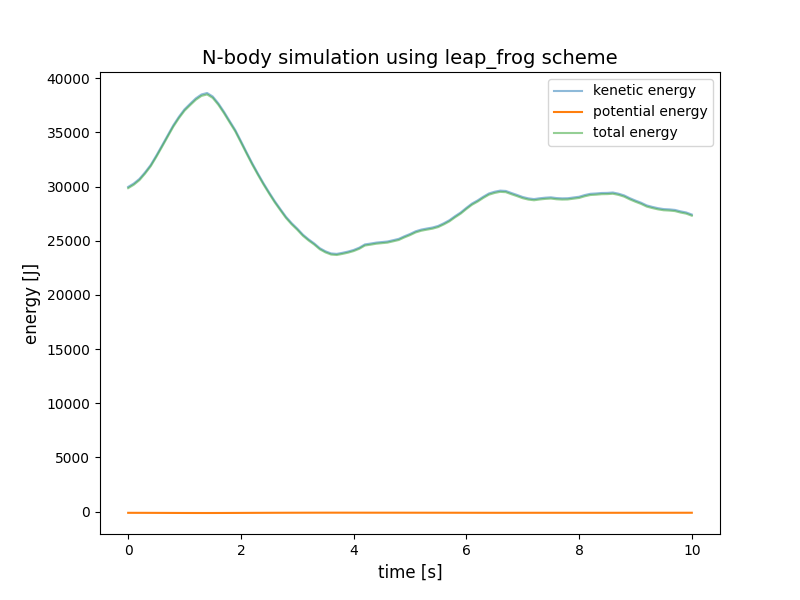 N-body simulation using leap_frog scheme
kenetic energy
potential energy
total energy
40000
35000
30000
25000
20000
15000
10000
5000
0
energy [J]
0 2 4 6 8 10
time [s]